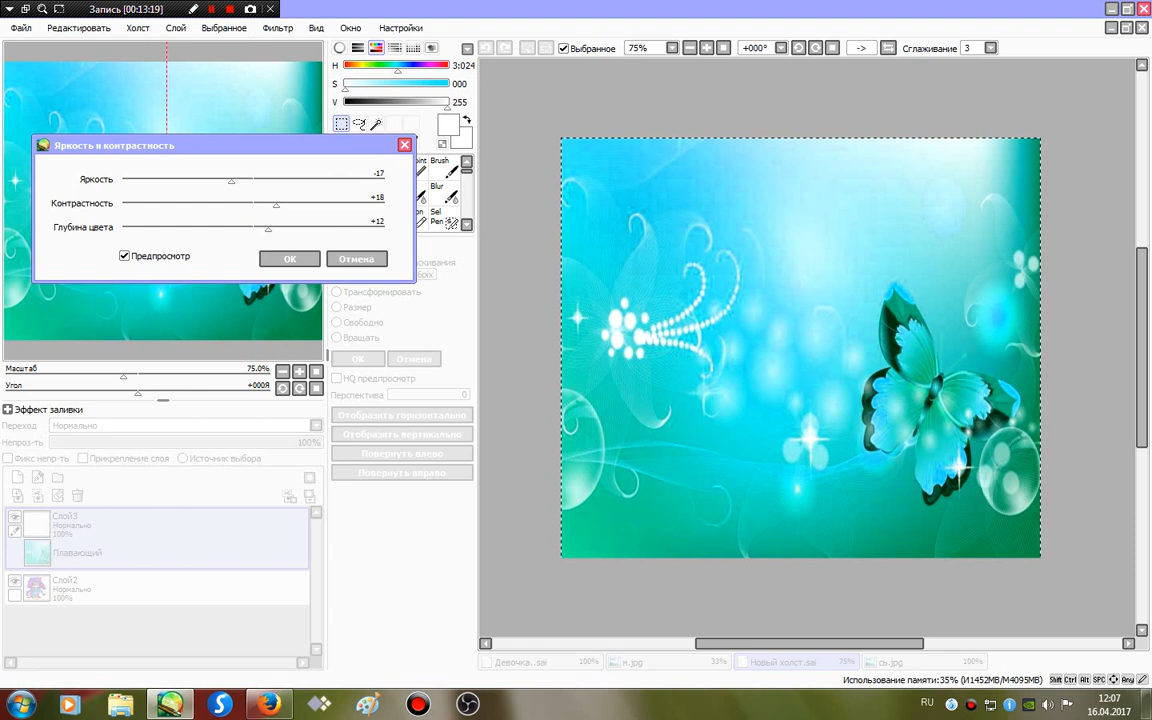 Запись [00:13:19]
Файл Редактировать Холст Слой Выбранное Фильтр Вид Окно Настройки
Выбранное 75% +000° -> Сглаживание 3
H 3:024
S 000
V 255
Яркость и контрастность
Яркость -17
Контрастность +18
Глубина цвета +12
Предпросмотр OK Отмена
Brush
Blur
Sel
Pen
Трансформировать
Размер
Свободно
Вращать
OK Отмена
HQ предпросмотр
Перспектива 0
Отобразить горизонтально
Отобразить вертикально
Повернуть влево
Повернуть вправо
Масштаб 75.0%
Угол +000Я
Эффект заливки
Переход Нормально
Непроз-ть 100%
Фикс непр-ть Прикрепление слоя Источник выбора
Слой3
Нормально
100%
Плавающий
Слой2
Нормально
100%
Девочка..sai 100% н.jpg 33% Новый холст.sai 75% сь.jpg 100%
Использование памяти:35% (И1452MB/M4095MB) Shift Ctrl Alt SPC Any
RU 12:07
16.04.2017